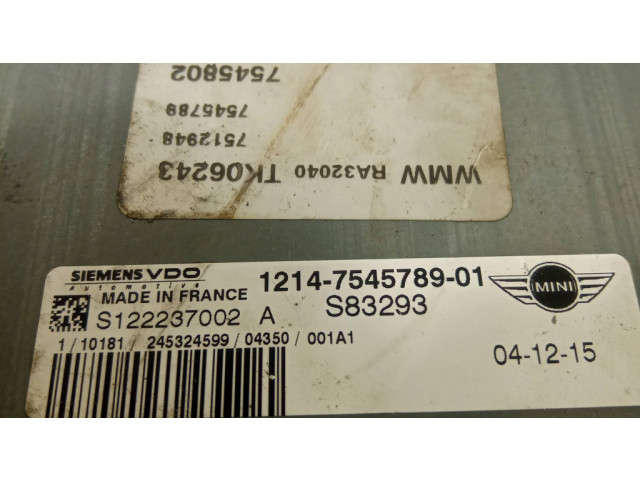 7545802
7545789
7512948
WMW RA32040 TK06243
SIEMENS VDO
Automotive
MADE IN FRANCE
1214-7545789-01
MINI
S122237002 A
S83293
1/10181/ 245324599/04350/001A1
04-12-15